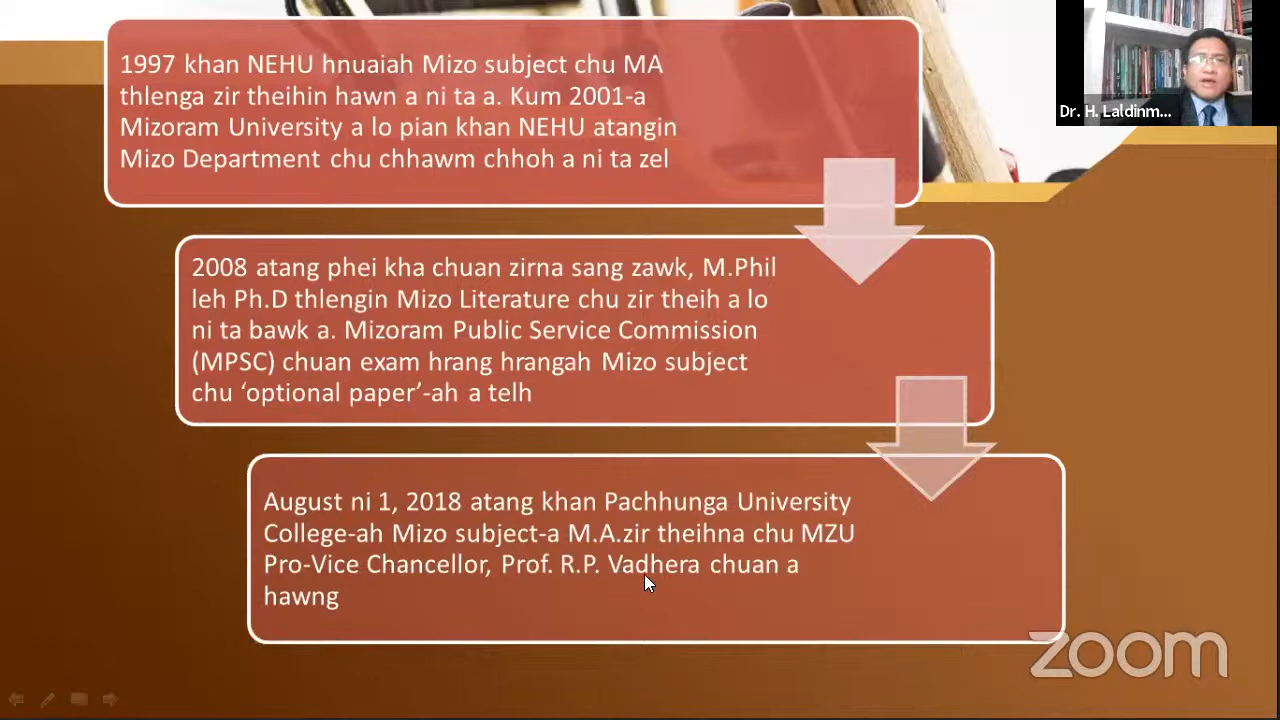 1997 khan NEHU hnuaiah Mizo subject chu MA
thlenga zir theihin hawn a ni ta a. Kum 2001-a
Mizoram University a lo pian khan NEHU atangin
Mizo Department chu chhawm chhoh a ni ta zel
Dr. H. Laldinm...
2008 atang phei kha chuan zirna sang zawk, M.Phil
leh Ph.D thlengin Mizo Literature chu zir theih a lo
ni ta bawk a. Mizoram Public Service Commission
(MPSC) chuan exam hrang hrangah Mizo subject
chu ‘optional paper’-ah a telh
August ni 1, 2018 atang khan Pachhunga University
College-ah Mizo subject-a M.A.zir theihna chu MZU
Pro-Vice Chancellor, Prof. R.P. Vadhera chuan a
hawng
zoom